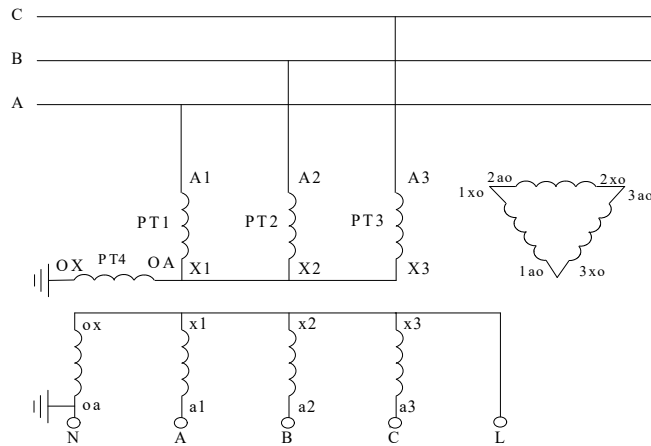 C
B
A
A1 A2 A3
PT1 PT2 PT3
OX PT4 OA X1 X2 X3
2ao 2xo
1xo 3ao
1ao 3xo
ox x1 x2 x3
oa a1 a2 a3
N A B C L